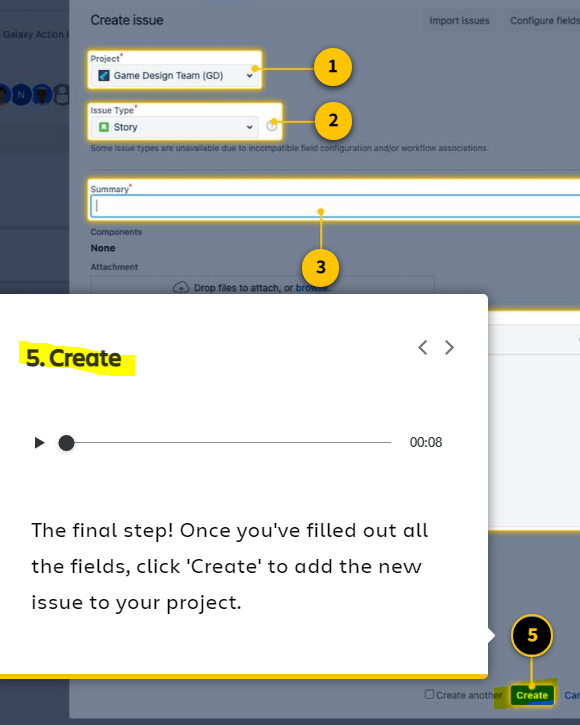 Create issue
Import issues
Configure fields
Galaxy Action
Project*
Game Design Team (GD)
1
N
Issue Type*
Story
2
Some issue types are unavailable due to incompatible field configuration and/or workflow associations.
Summary*
3
Components
None
Attachment
Drop files to attach, or browse.
5. Create
00:08
The final step! Once you've filled out all
the fields, click 'Create' to add the new
issue to your project.
5
Create another
Create